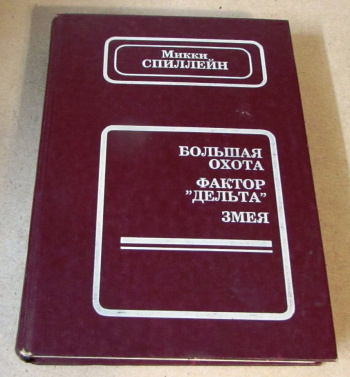 Микки
СПИЛЛЕЙН
БОЛЬШАЯ
ОХОТА
ФАКТОР
"ДЕЛЬТА"
ЗМЕЯ